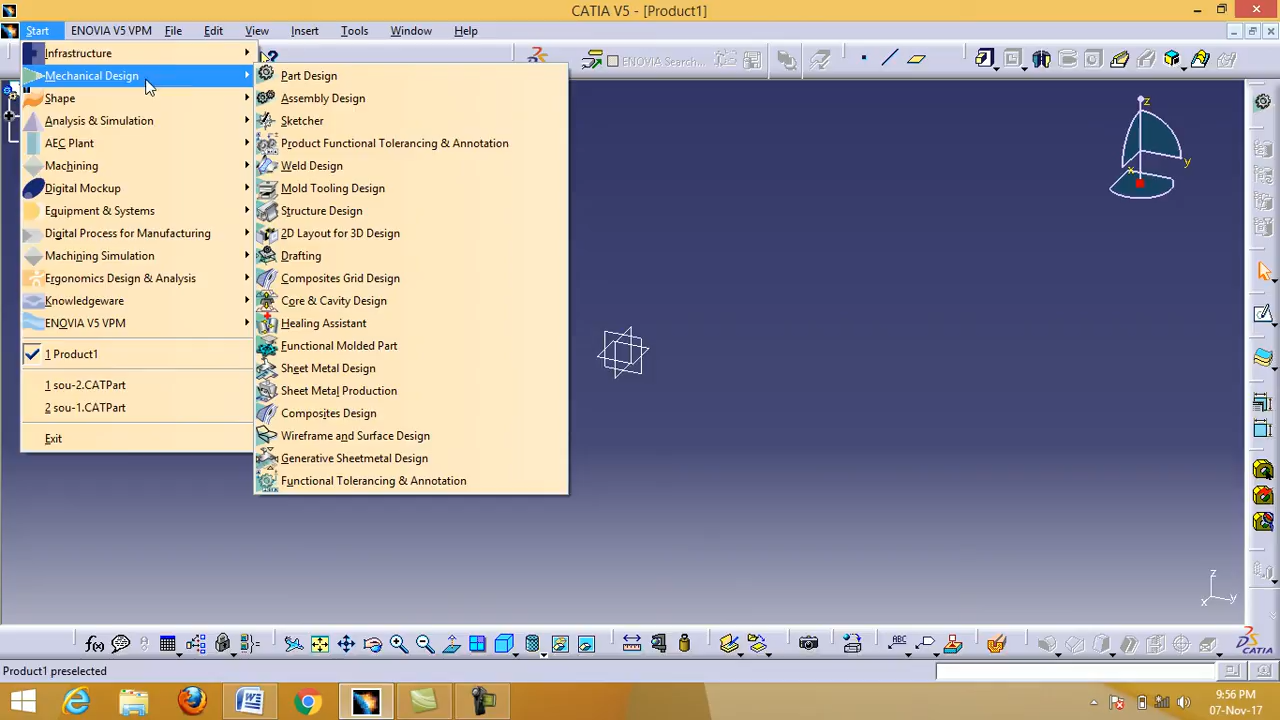 CATIA V5 - [Product1]
Start ENOVIA V5 VPM File Edit View Insert Tools Window Help
ENOVIA Search...
Infrastructure
Mechanical Design
Shape
Analysis & Simulation
AEC Plant
Machining
Digital Mockup
Equipment & Systems
Digital Process for Manufacturing
Machining Simulation
Ergonomics Design & Analysis
Knowledgeware
ENOVIA V5 VPM
1 Product1
1 sou-2.CATPart
2 sou-1.CATPart
Exit
Part Design
Assembly Design
Sketcher
Product Functional Tolerancing & Annotation
Weld Design
Mold Tooling Design
Structure Design
2D Layout for 3D Design
Drafting
Composites Grid Design
Core & Cavity Design
Healing Assistant
Functional Molded Part
Sheet Metal Design
Sheet Metal Production
Composites Design
Wireframe and Surface Design
Generative Sheetmetal Design
Functional Tolerancing & Annotation
z
y
x
z
y
x
f(x)
ABC
CATIA
Product1 preselected
9:56 PM
07-Nov-17